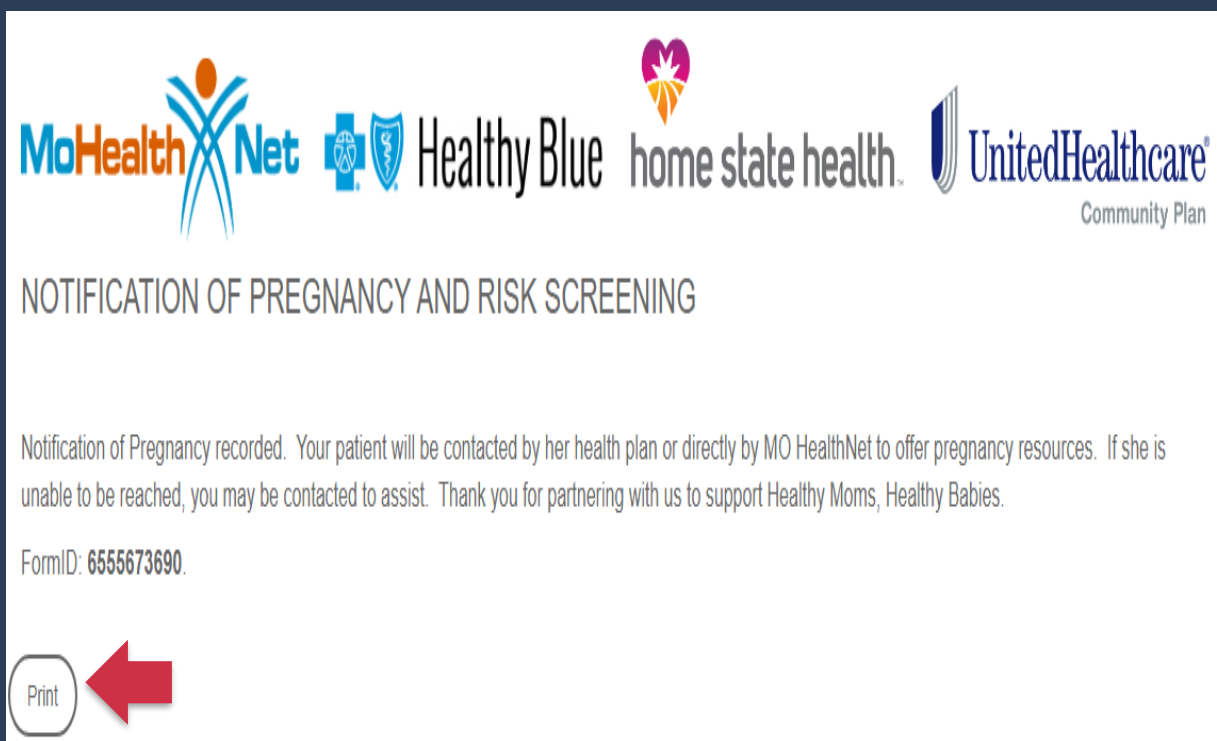 MoHealthNet Healthy Blue home state health™ UnitedHealthcare®
Community Plan
NOTIFICATION OF PREGNANCY AND RISK SCREENING
Notification of Pregnancy recorded. Your patient will be contacted by her health plan or directly by MO HealthNet to offer pregnancy resources. If she is
unable to be reached, you may be contacted to assist. Thank you for partnering with us to support Healthy Moms, Healthy Babies.
FormID: 6555673690.
Print